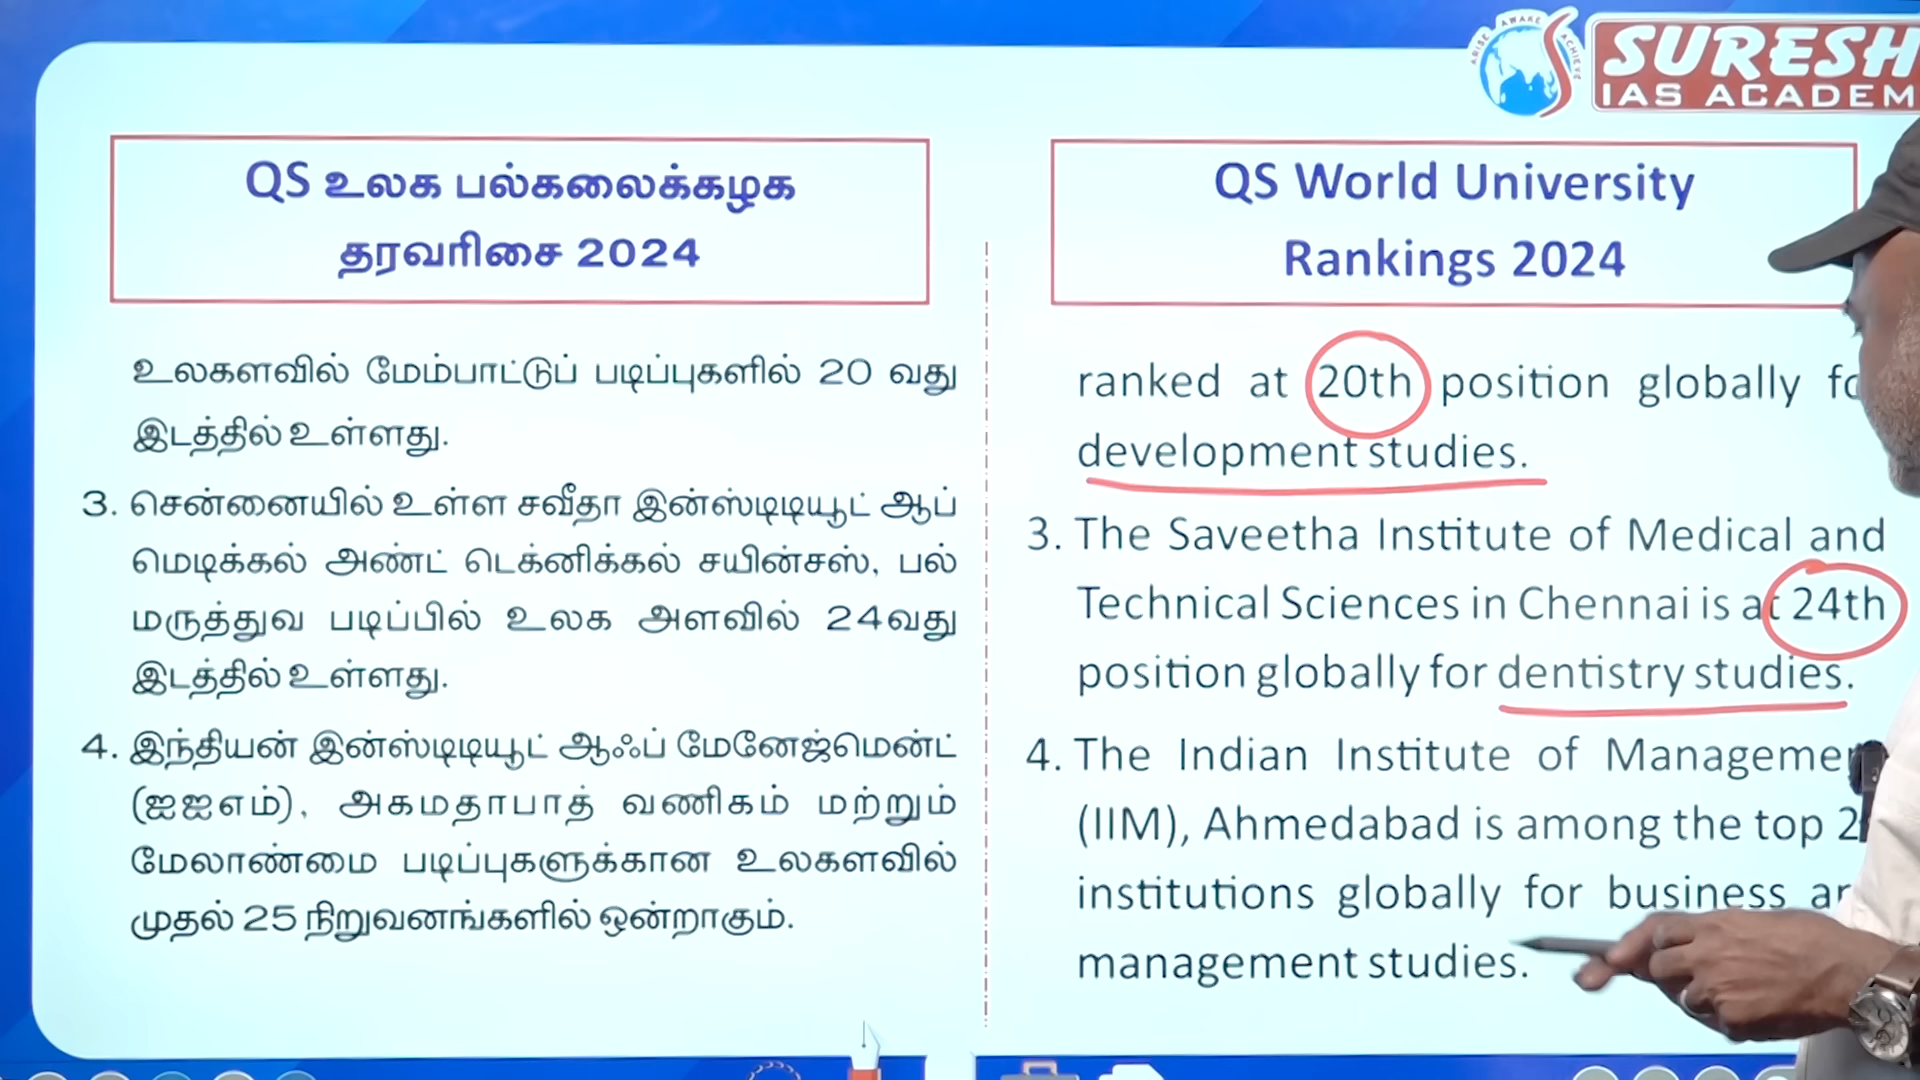 ARISE AWAKE ACHIEVE
SURESH
IAS ACADEM
QS உலக பல்கலைக்கழக
தரவரிசை 2024
உலகளவில் மேம்பாட்டுப் படிப்புகளில் 20 வது
இடத்தில் உள்ளது.
3. சென்னையில் உள்ள சவீதா இன்ஸ்டிடியூட் ஆப்
மெடிக்கல் அண்ட் டெக்னிக்கல் சயின்சஸ், பல்
மருத்துவ படிப்பில் உலக அளவில் 24வது
இடத்தில் உள்ளது.
4. இந்தியன் இன்ஸ்டிடியூட் ஆஃப் மேனேஜ்மென்ட்
(ஐஐஎம்), அகமதாபாத் வணிகம் மற்றும்
மேலாண்மை படிப்புகளுக்கான உலகளவில்
முதல் 25 நிறுவனங்களில் ஒன்றாகும்.
QS World University
Rankings 2024
ranked at 20th position globally
development studies.
3. The Saveetha Institute of Medical and
Technical Sciences in Chennai is at 24th
position globally for dentistry studies.
4. The Indian Institute of
(IIM), Ahmedabad is among the top
institutions globally for business
management studies.